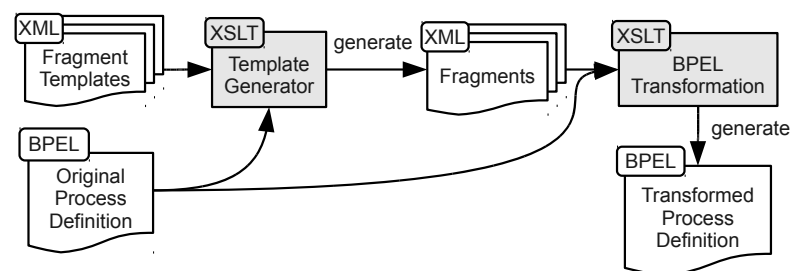 XML
Fragment
Templates
XSLT
Template
Generator
generate
XML
Fragments
XSLT
BPEL
Transformation
generate
BPEL
Original
Process
Definition
BPEL
Transformed
Process
Definition